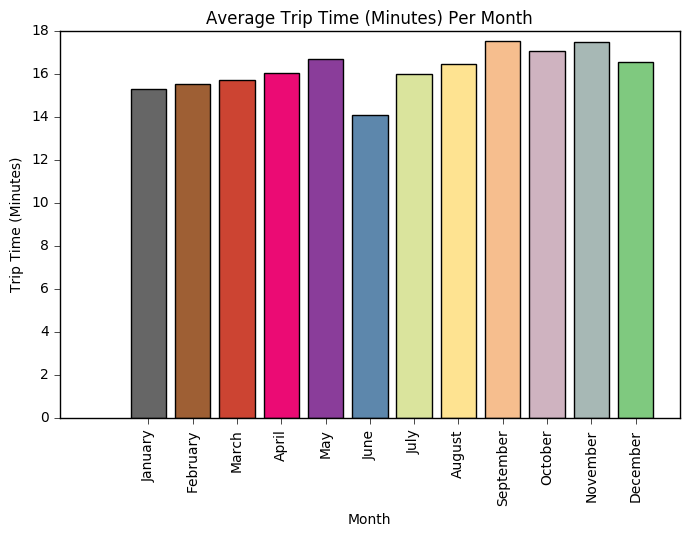 Average Trip Time (Minutes) Per Month
Trip Time (Minutes)
18
16
14
12
10
8
6
4
2
0
January
February
March
April
May
June
July
August
September
October
November
December
Month